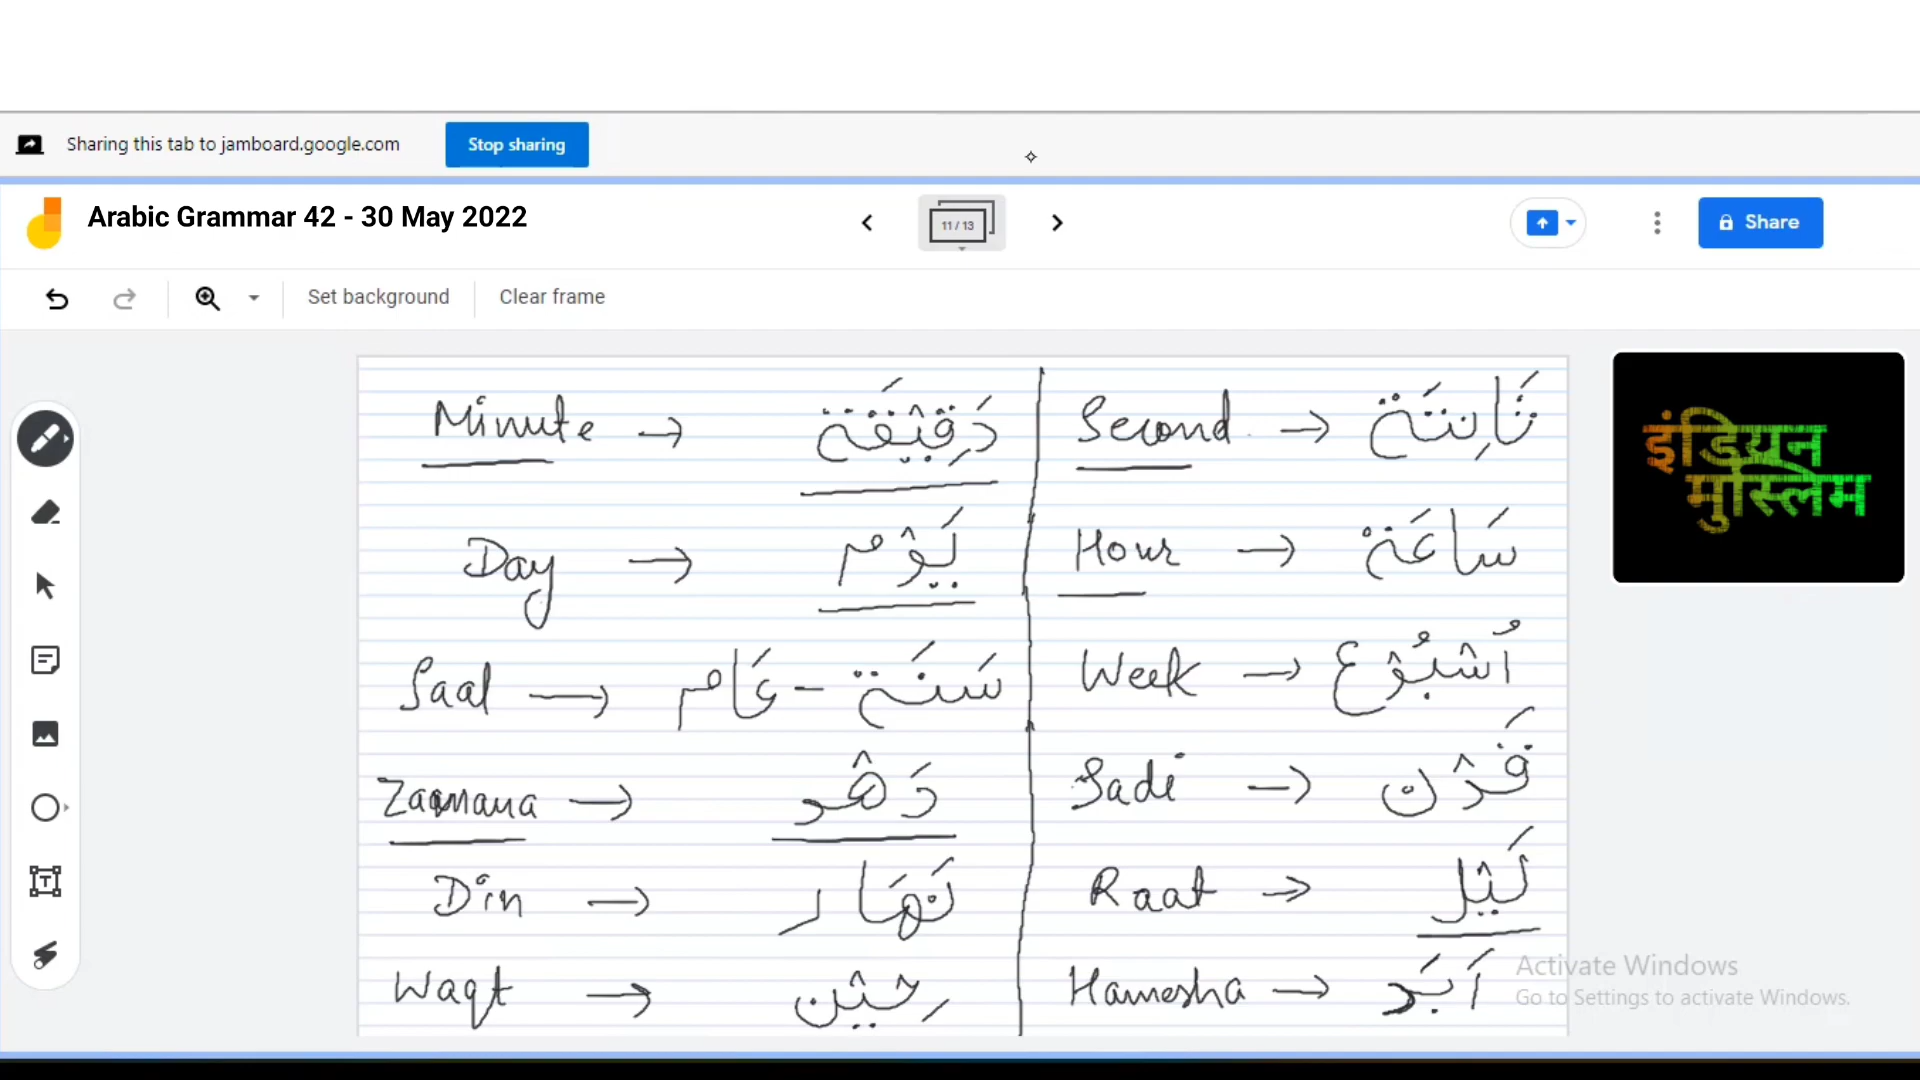 Sharing this tab to jamboard.google.com Stop sharing
Arabic Grammar 42 - 30 May 2022 11 / 13 Share
Set background Clear frame
इंडियन
मुस्लिम
Minute → دَقِيْقَة Second → ثَانِيَة
Day → يَوْم Hour → سَاعَة
Saal → سَنَة - عَام Week → أُسْبُوْع
Zaamana → دَهْر Sadi → قَرْن
Din → نَهَار Raat → لَيْل
Waqt → حِيْن Hamesha → اَبَد
Activate Windows
Go to Settings to activate Windows.